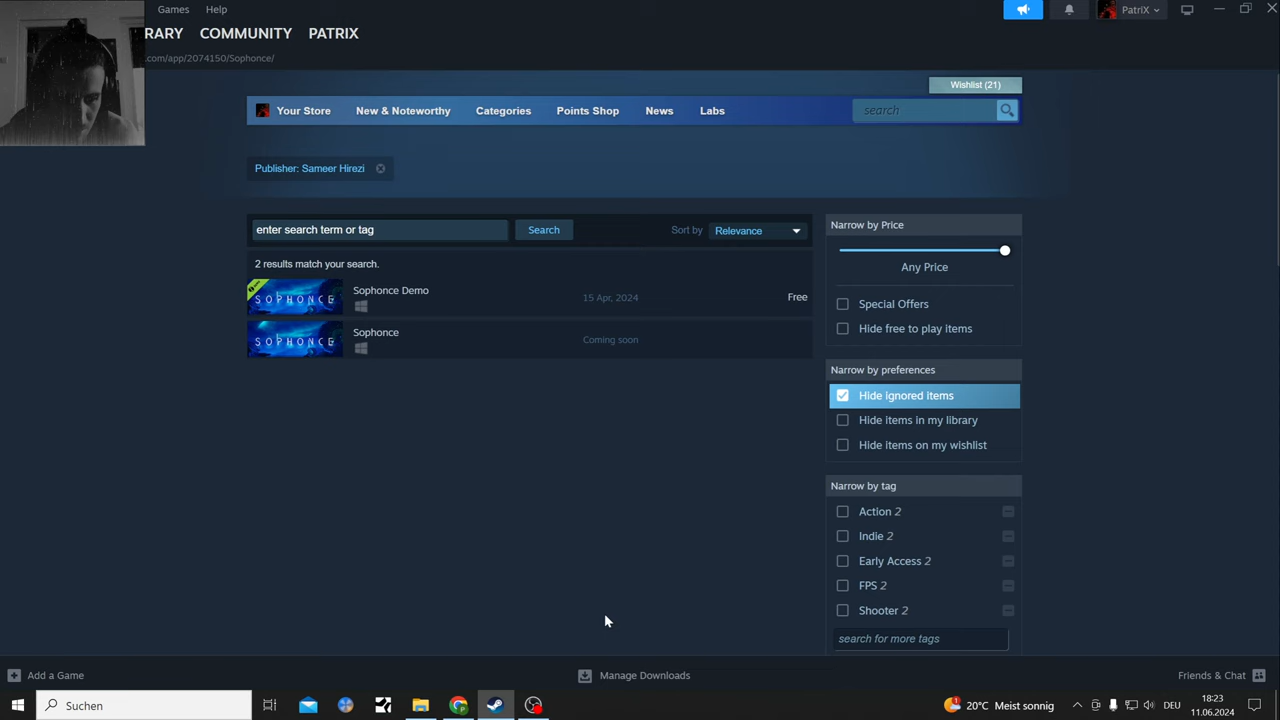 Games Help
PatriX
RARY COMMUNITY PATRIX
.com/app/2074150/Sophonce/
Wishlist (21)
Your Store New & Noteworthy Categories Points Shop News Labs search
Publisher: Sameer Hirezi
enter search term or tag Search Sort by Relevance
2 results match your search.
SOPHONCE Sophonce Demo 15 Apr, 2024 Free
SOPHONCE Sophonce Coming soon
Narrow by Price
Any Price
Special Offers
Hide free to play items
Narrow by preferences
Hide ignored items
Hide items in my library
Hide items on my wishlist
Narrow by tag
Action 2
Indie 2
Early Access 2
FPS 2
Shooter 2
search for more tags
Add a Game Manage Downloads Friends & Chat
Suchen 1 20°C Meist sonnig DEU 18:23
11.06.2024